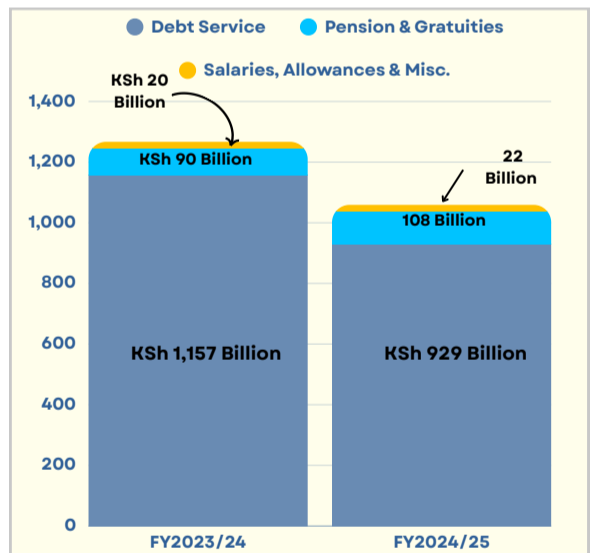 Debt Service
Pension & Gratuities
Salaries, Allowances & Misc.
KSh 20
Billion
1,400
1,200
1,000
800
600
400
200
0
KSh 90 Billion
22
Billion
108 Billion
KSh 1,157 Billion
KSh 929 Billion
FY2023/24
FY2024/25